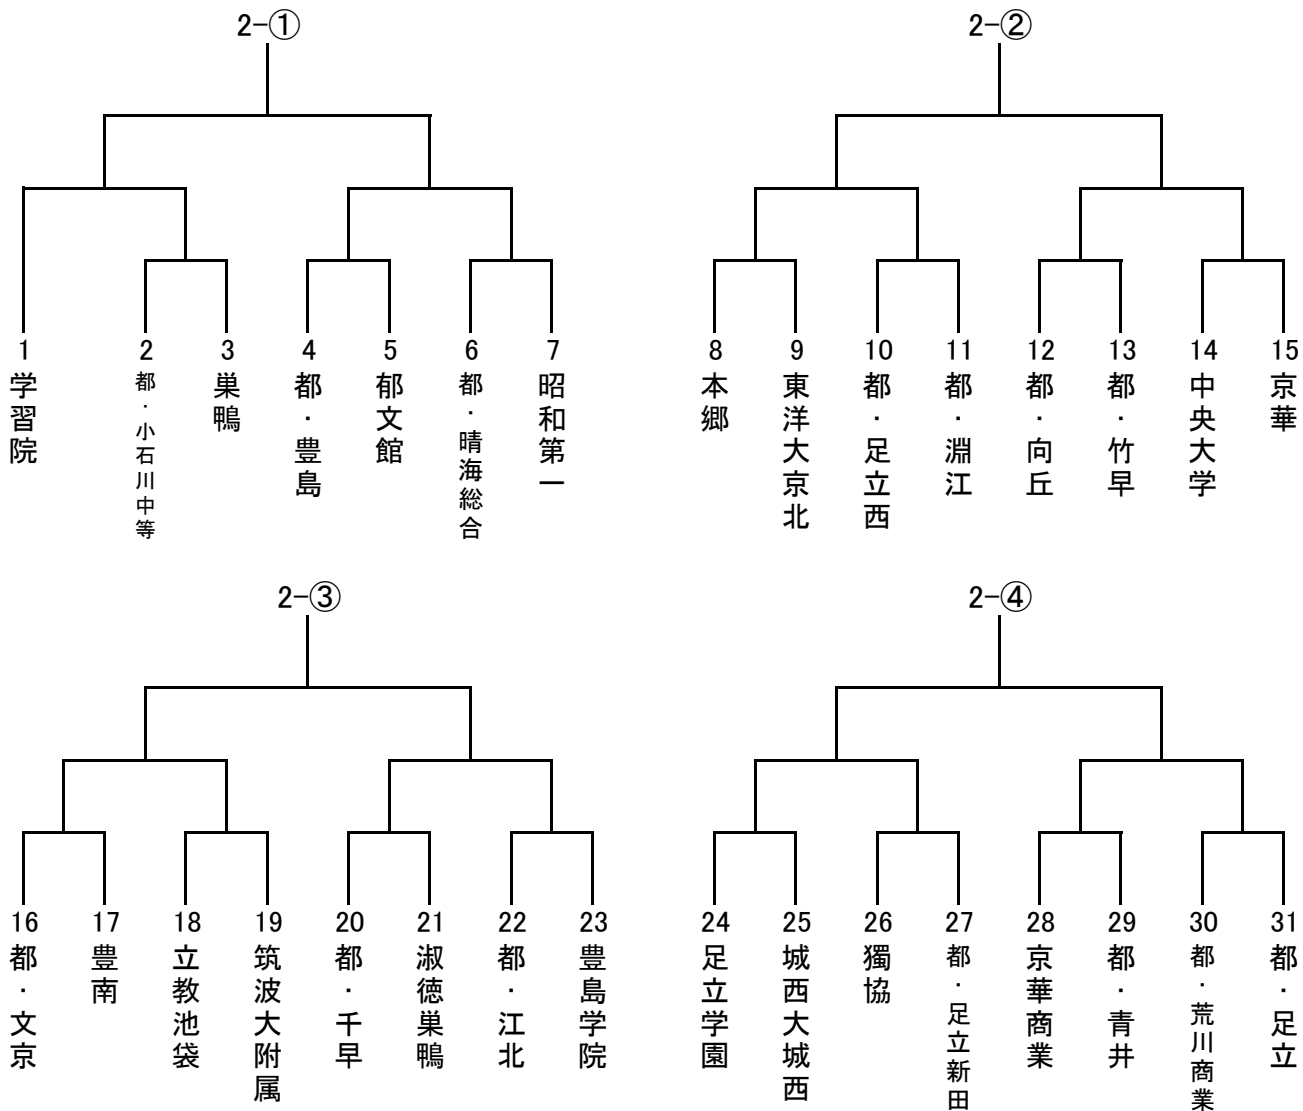 2-①
1 学習院
2 都・小石川中等
3 巣鴨
4 都・豊島
5 郁文館
6 都・晴海総合
7 昭和第一
2-②
8 本郷
9 東洋大京北
10 都・足立西
11 都・淵江
12 都・向丘
13 都・竹早
14 中央大学
15 京華
2-③
16 都・文京
17 豊南
18 立教池袋
19 筑波大附属
20 都・千早
21 淑徳巣鴨
22 都・江北
23 豊島学院
2-④
24 足立学園
25 城西大城西
26 獨協
27 都・足立新田
28 京華商業
29 都・青井
30 都・荒川商業
31 都・足立